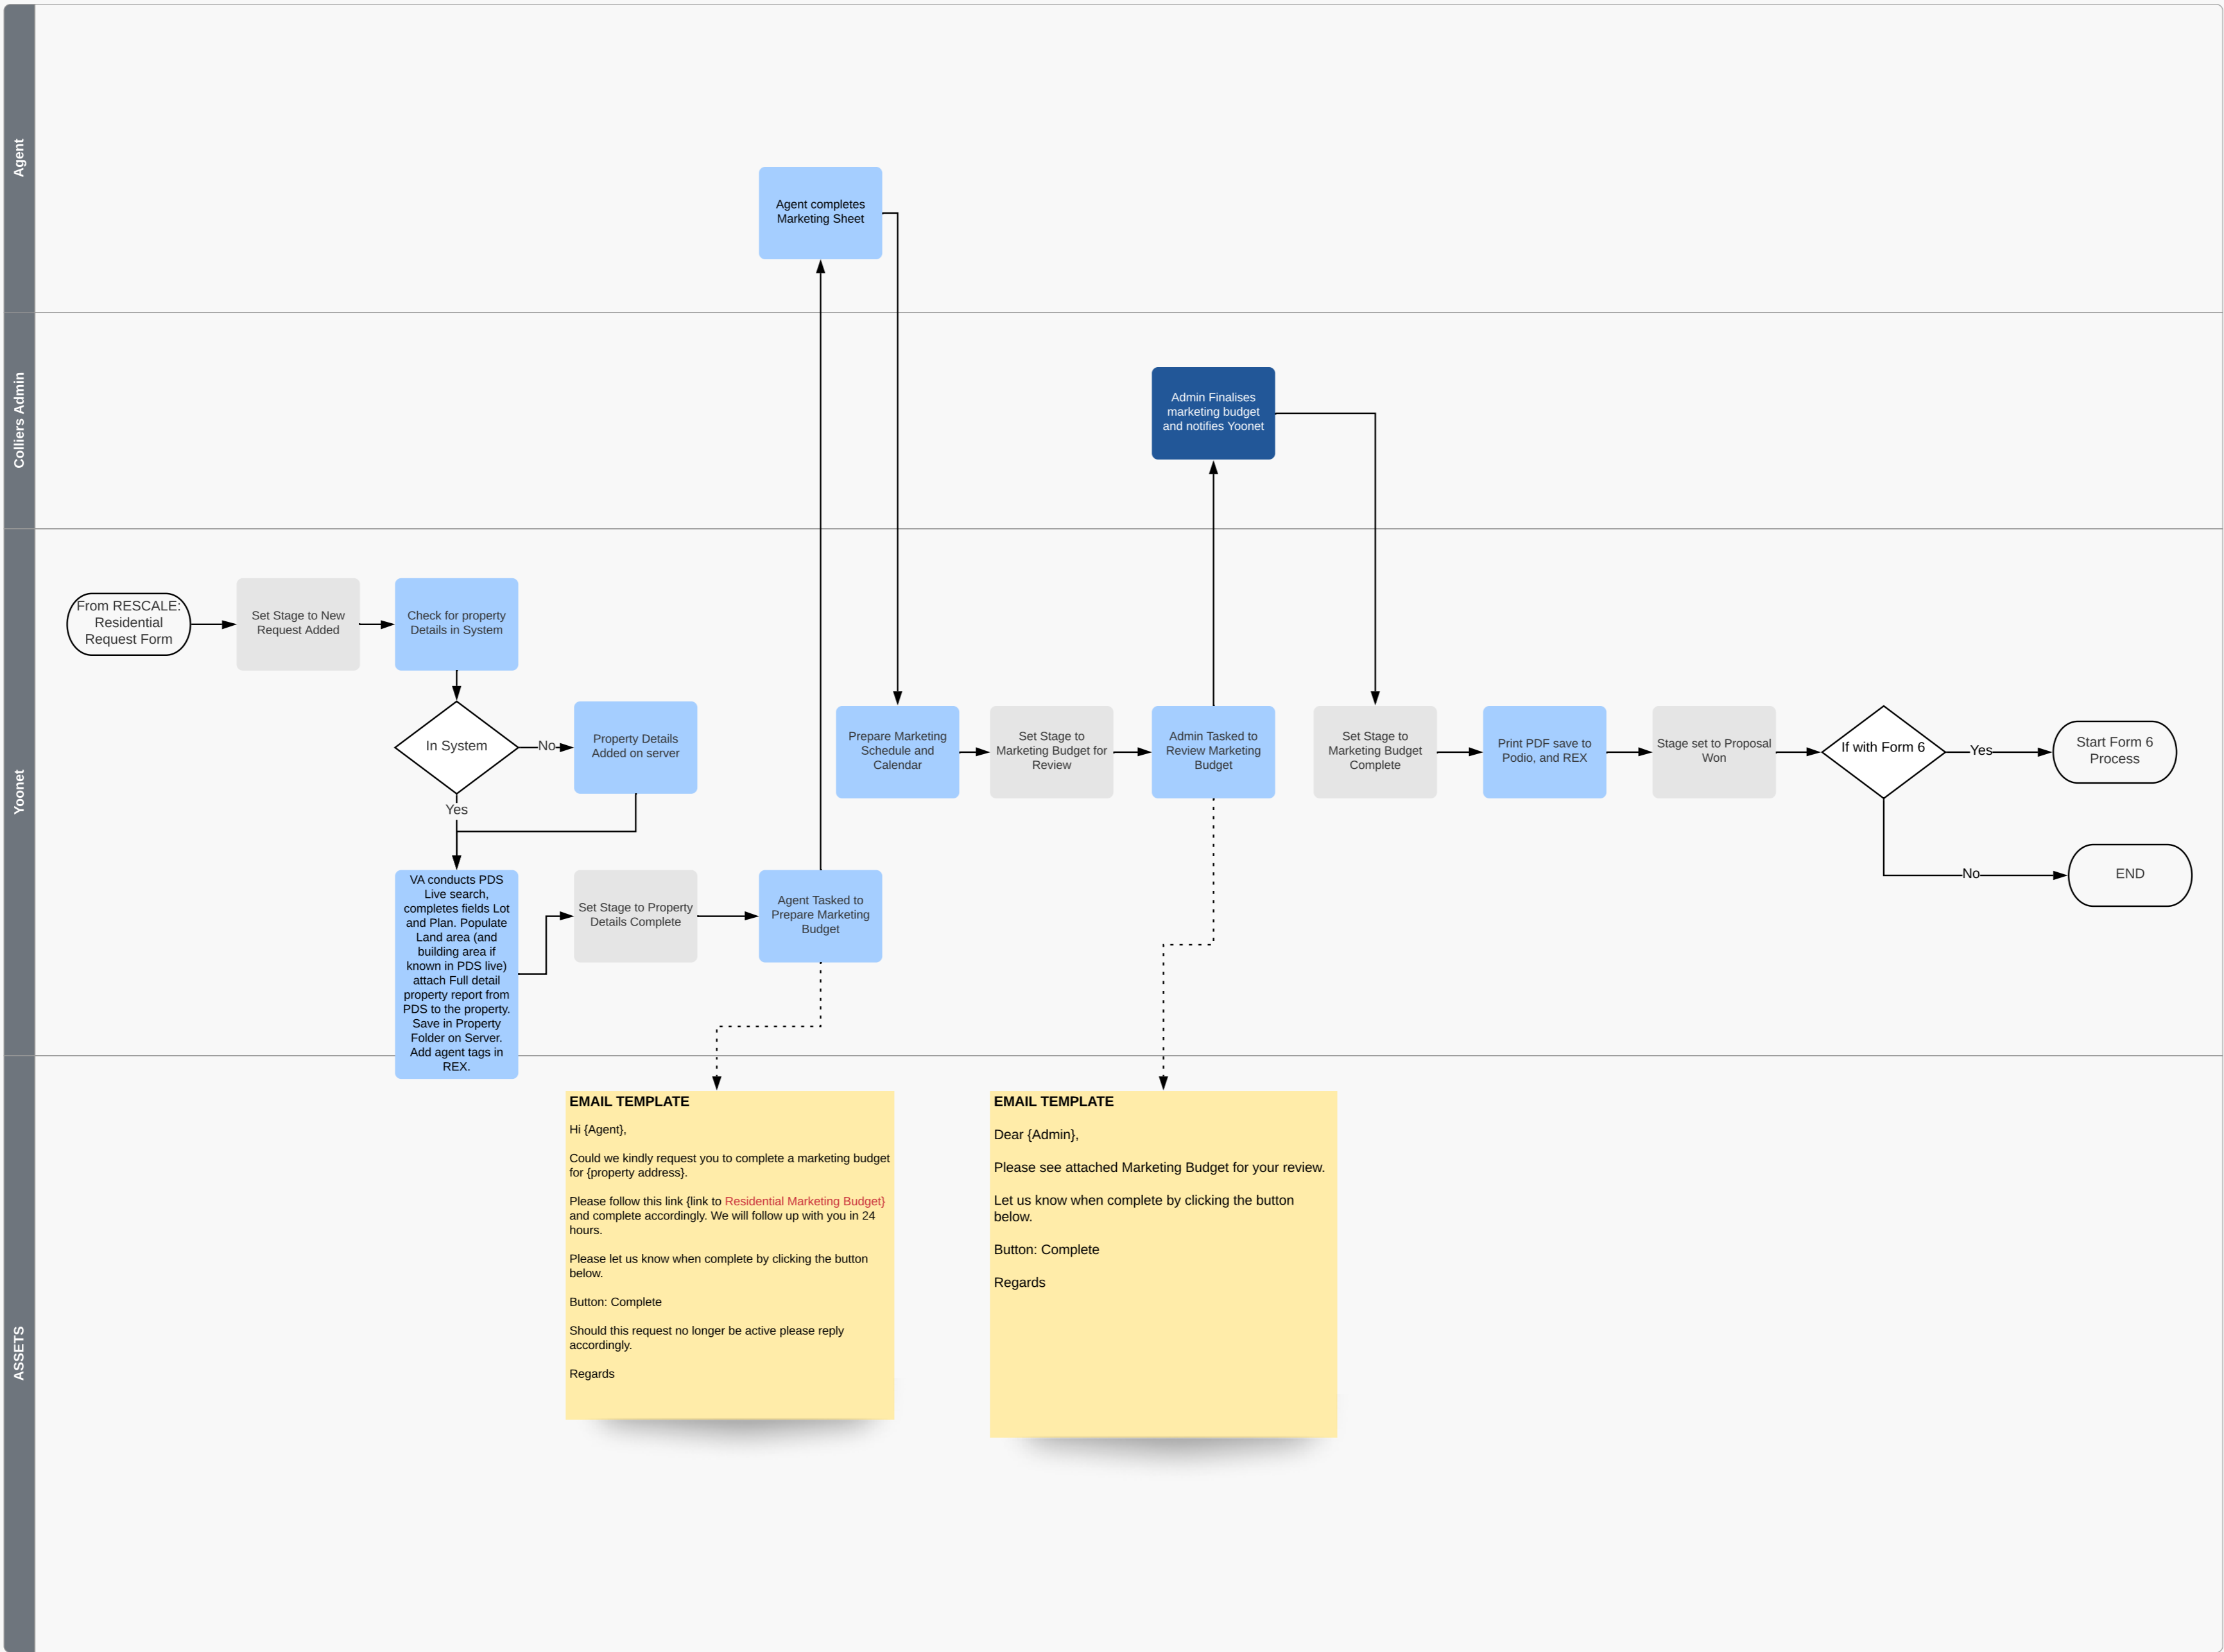 Agent
Agent completes
Marketing Sheet
Colliers Admin
Admin Finalises
marketing budget
and notifies Yoonet
Yoonet
From RESCALE:
Residential
Request Form
Set Stage to New
Request Added
Check for property
Details in System
In System
No
Property Details
Added on server
Yes
VA conducts PDS
Live search,
completes fields Lot
and Plan. Populate
Land area (and
building area if
known in PDS live)
attach Full detail
property report from
PDS to the property.
Save in Property
Folder on Server.
Add agent tags in
REX.
Set Stage to Property
Details Complete
Agent Tasked to
Prepare Marketing
Budget
Prepare Marketing
Schedule and
Calendar
Set Stage to
Marketing Budget for
Review
Admin Tasked to
Review Marketing
Budget
Set Stage to
Marketing Budget
Complete
Print PDF save to
Podio, and REX
Stage set to Proposal
Won
If with Form 6
Yes
Start Form 6
Process
No
END
ASSETS
EMAIL TEMPLATE
Hi {Agent},
Could we kindly request you to complete a marketing budget
for {property address}.
Please follow this link {link to Residential Marketing Budget}
and complete accordingly. We will follow up with you in 24
hours.
Please let us know when complete by clicking the button
below.
Button: Complete
Should this request no longer be active please reply
accordingly.
Regards
EMAIL TEMPLATE
Dear {Admin},
Please see attached Marketing Budget for your review.
Let us know when complete by clicking the button
below.
Button: Complete
Regards